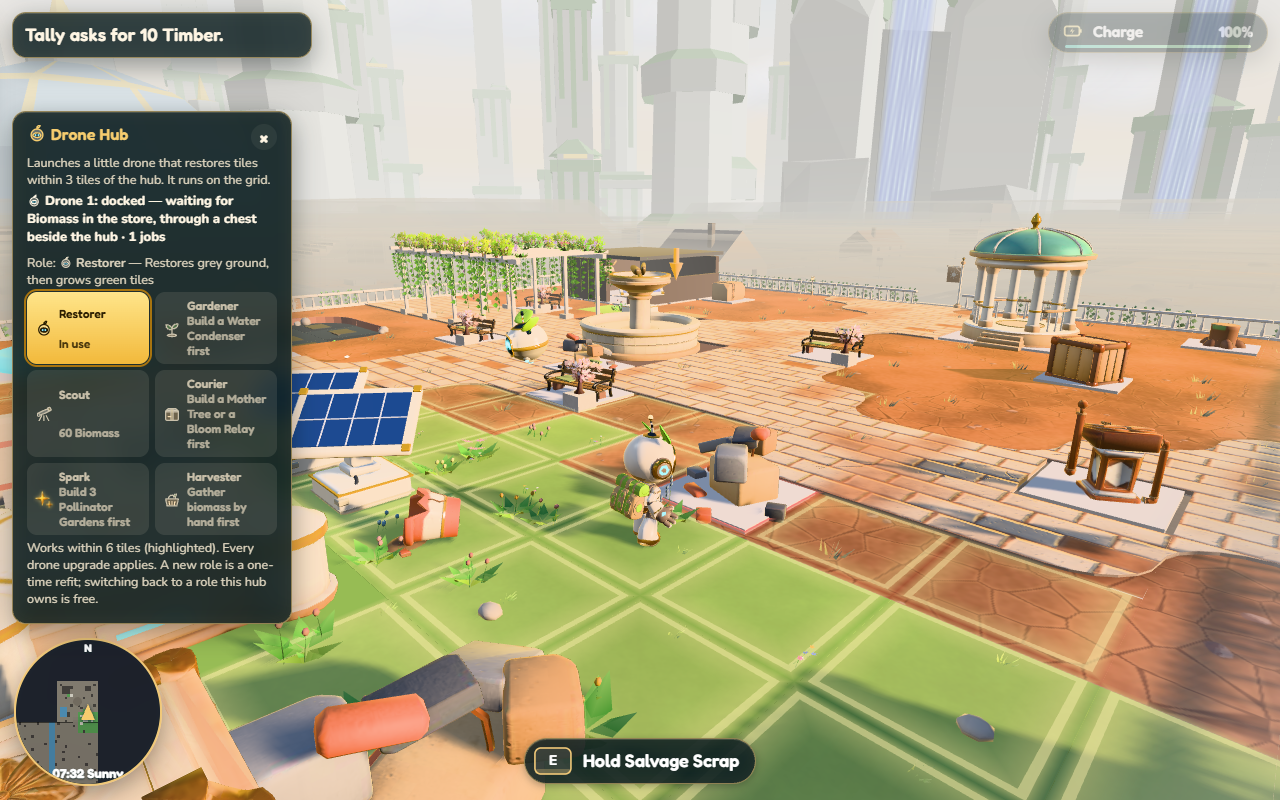 Tally asks for 10 Timber.
Charge 100%
Drone Hub
Launches a little drone that restores tiles
within 3 tiles of the hub. It runs on the grid.
Drone 1: docked — waiting for
Biomass in the store, through a chest
beside the hub · 1 jobs
Role: Restorer — Restores grey ground,
then grows green tiles
Restorer
In use
Gardener
Build a Water
Condenser
first
Scout
60 Biomass
Courier
Build a Mother
Tree or a
Bloom Relay
first
Spark
Build 3
Pollinator
Gardens first
Harvester
Gather
biomass by
hand first
Works within 6 tiles (highlighted). Every
drone upgrade applies. A new role is a one-
time refit; switching back to a role this hub
owns is free.
N
07:32 Sunny
E Hold Salvage Scrap